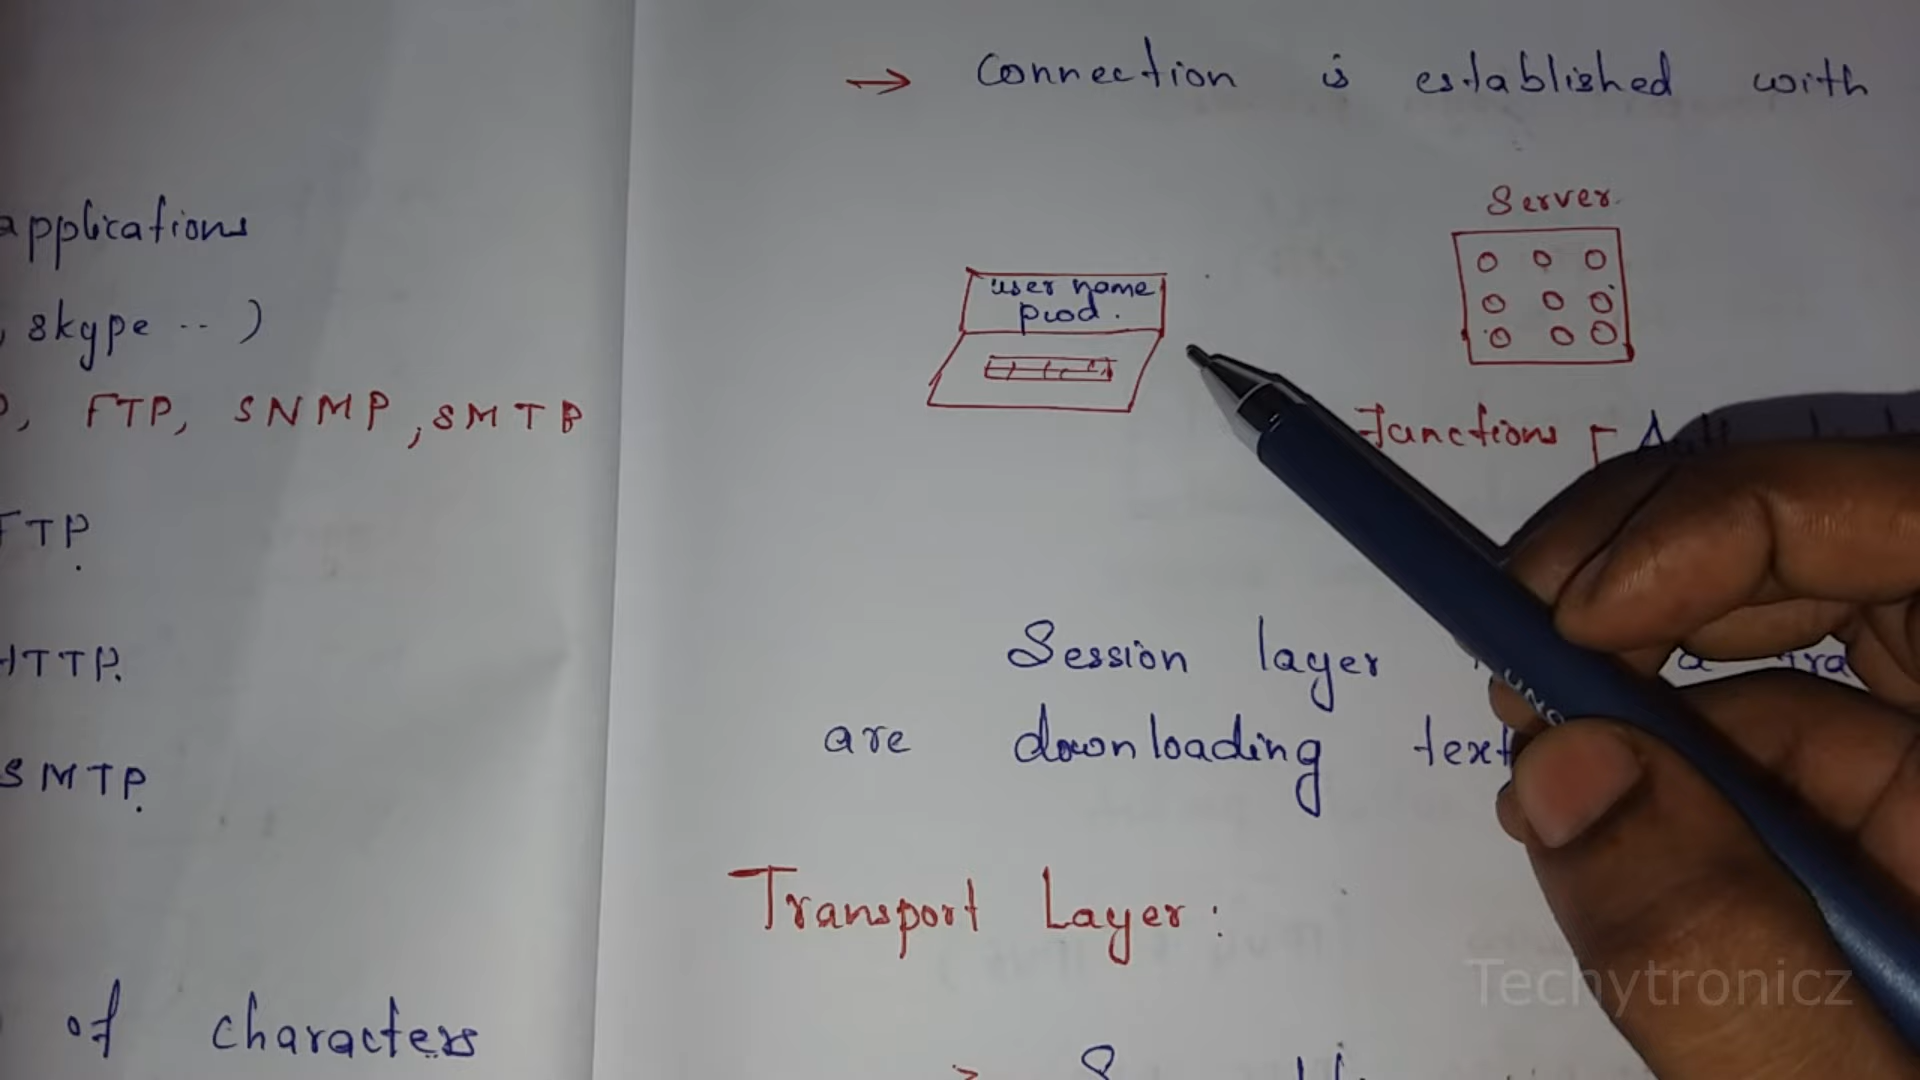 applications
, skype .. )
, FTP, SNMP, SMTP
FTP.
HTTP.
SMTP.
of characters
→ Connection is established with
Server
user name
pwd.
Functions
Session layer a tra
are downloading text
Transport Layer:
Techytronicz